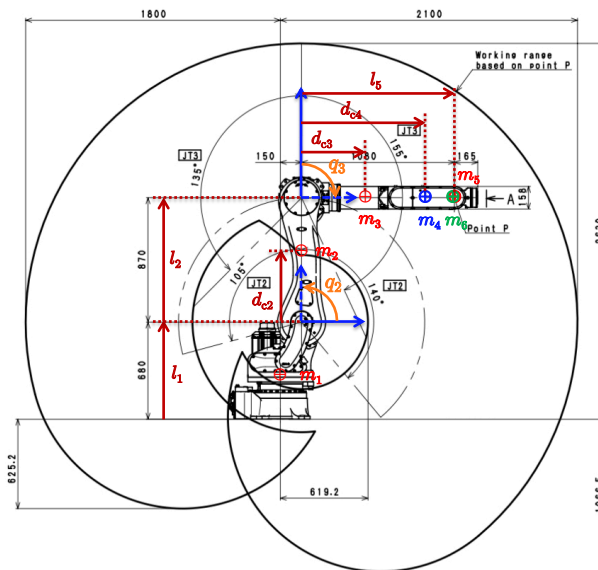 1800 2100
Working range
based on point P
l5
dc4
JT3
dc3
JT3
150 1080 165
155°
135°
q3
m5
158
A
m3 m4 m6
Point P
870
l2
m2
105°
JT2
q2
JT2
140°
dc2
680
l1
m1
625.2
619.2